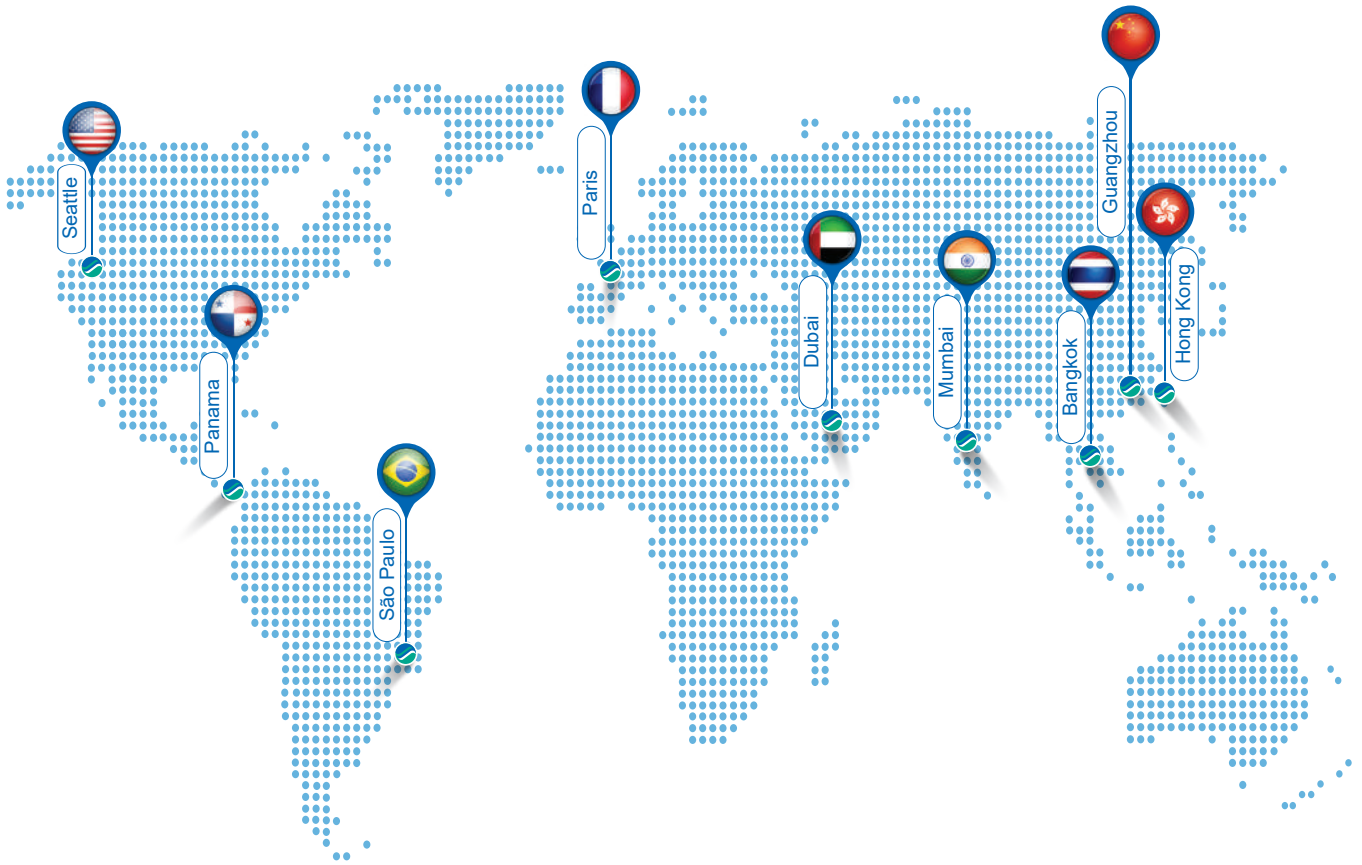 Seattle
Panama
São Paulo
Paris
Dubai
Mumbai
Bangkok
Guangzhou
Hong Kong